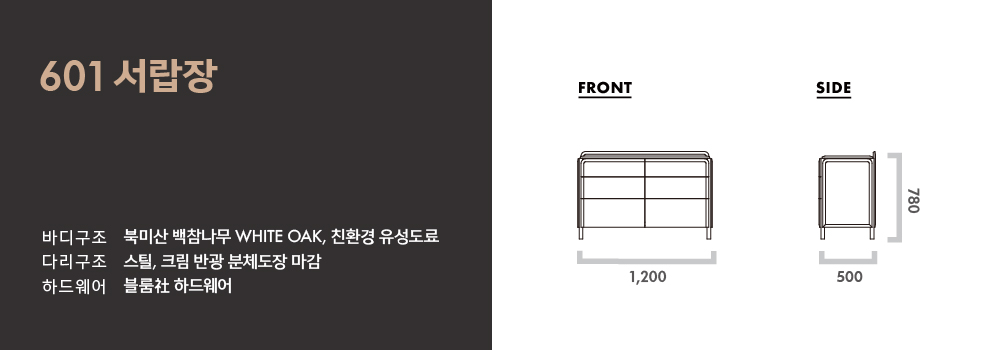 601 서랍장
바디구조 북미산 백참나무 WHITE OAK, 친환경 유성도료
다리구조 스틸, 크림 반광 분체도장 마감
하드웨어 블룸社 하드웨어
FRONT
SIDE
780
1,200
500